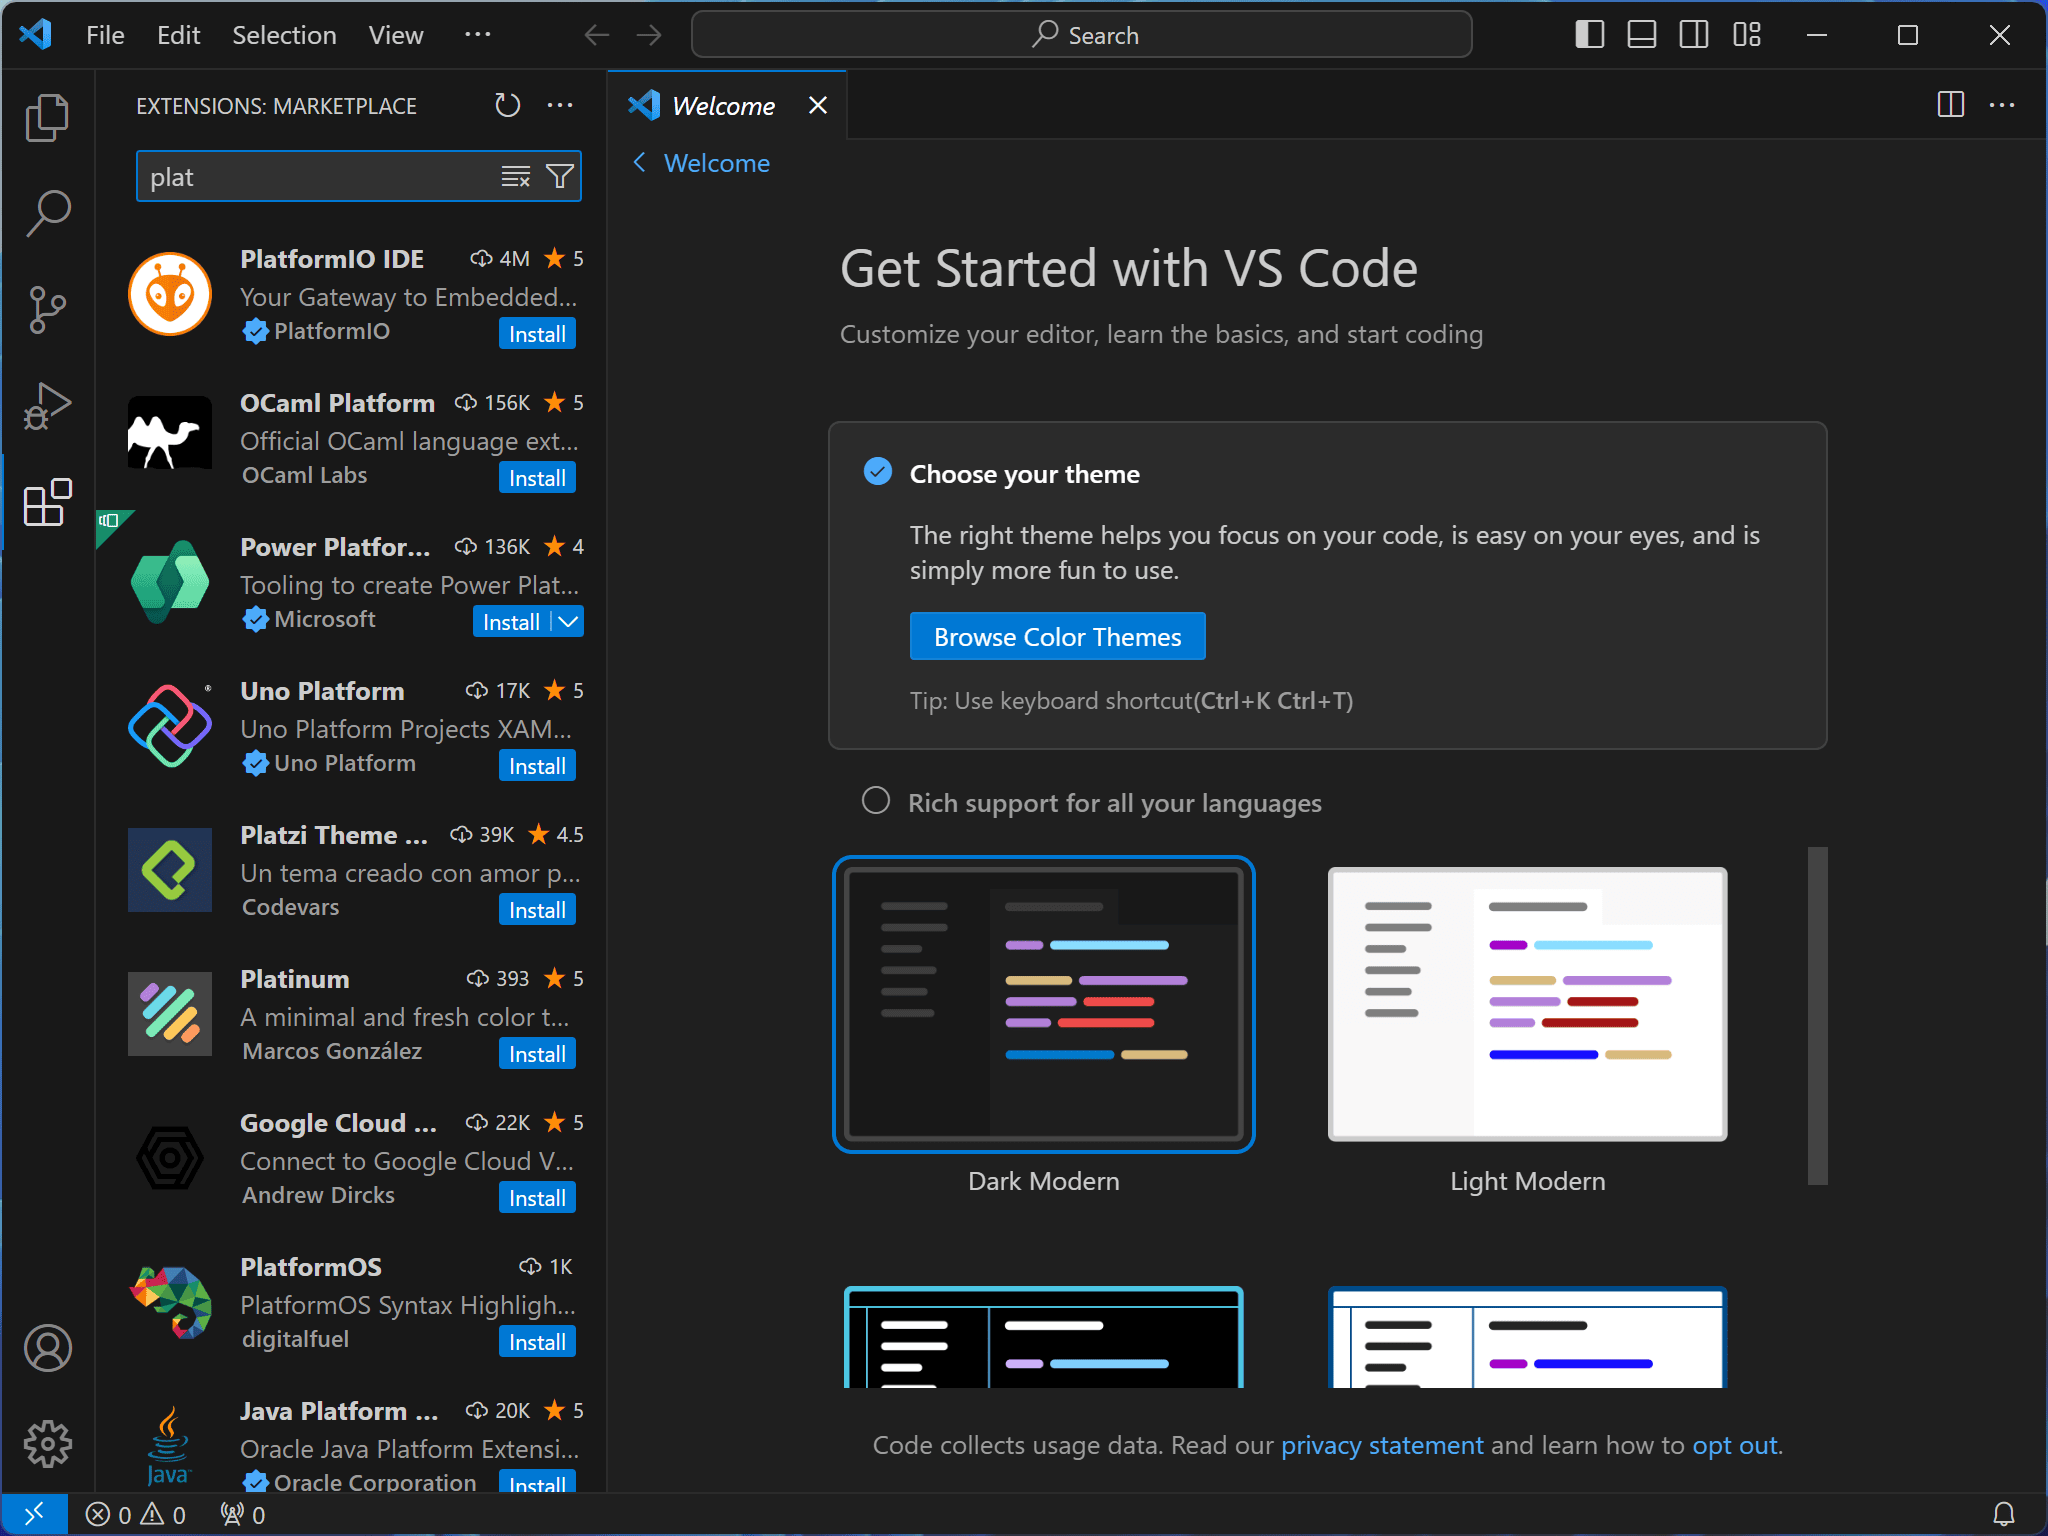 File Edit Selection View ···
Search
EXTENSIONS: MARKETPLACE
plat
PlatformIO IDE 4M 5
Your Gateway to Embedded...
PlatformIO Install
OCaml Platform 156K 5
Official OCaml language ext...
OCaml Labs Install
Power Platfor... 136K 4
Tooling to create Power Plat...
Microsoft Install
Uno Platform 17K 5
Uno Platform Projects XAM...
Uno Platform Install
Platzi Theme ... 39K 4.5
Un tema creado con amor p...
Codevars Install
Platinum 393 5
A minimal and fresh color t...
Marcos González Install
Google Cloud ... 22K 5
Connect to Google Cloud V...
Andrew Dircks Install
PlatformOS 1K
PlatformOS Syntax Highligh...
digitalfuel Install
Java Platform ... 20K 5
Oracle Java Platform Extensi...
Java
Oracle Corporation Install
Welcome
Welcome
Get Started with VS Code
Customize your editor, learn the basics, and start coding
Choose your theme
The right theme helps you focus on your code, is easy on your eyes, and is
simply more fun to use.
Browse Color Themes
Tip: Use keyboard shortcut(Ctrl+K Ctrl+T)
Rich support for all your languages
Dark Modern
Light Modern
Code collects usage data. Read our privacy statement and learn how to opt out.
0 0 0